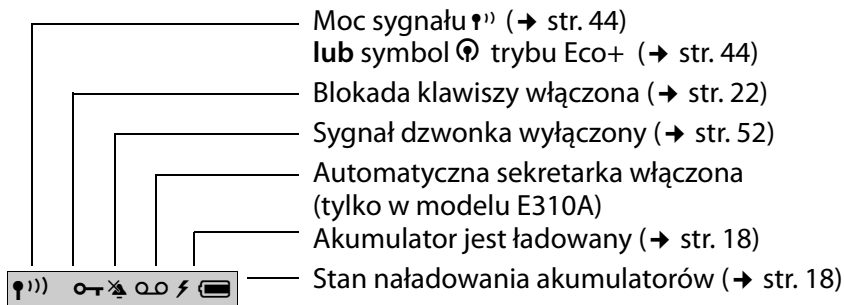 Moc sygnału (➔ str. 44)
lub symbol trybu Eco+ (➔ str. 44)
Blokada klawiszy włączona (➔ str. 22)
Sygnał dzwonka wyłączony (➔ str. 52)
Automatyczna sekretarka włączona
(tylko w modelu E310A)
Akumulator jest ładowany (➔ str. 18)
Stan naładowania akumulatorów (➔ str. 18)